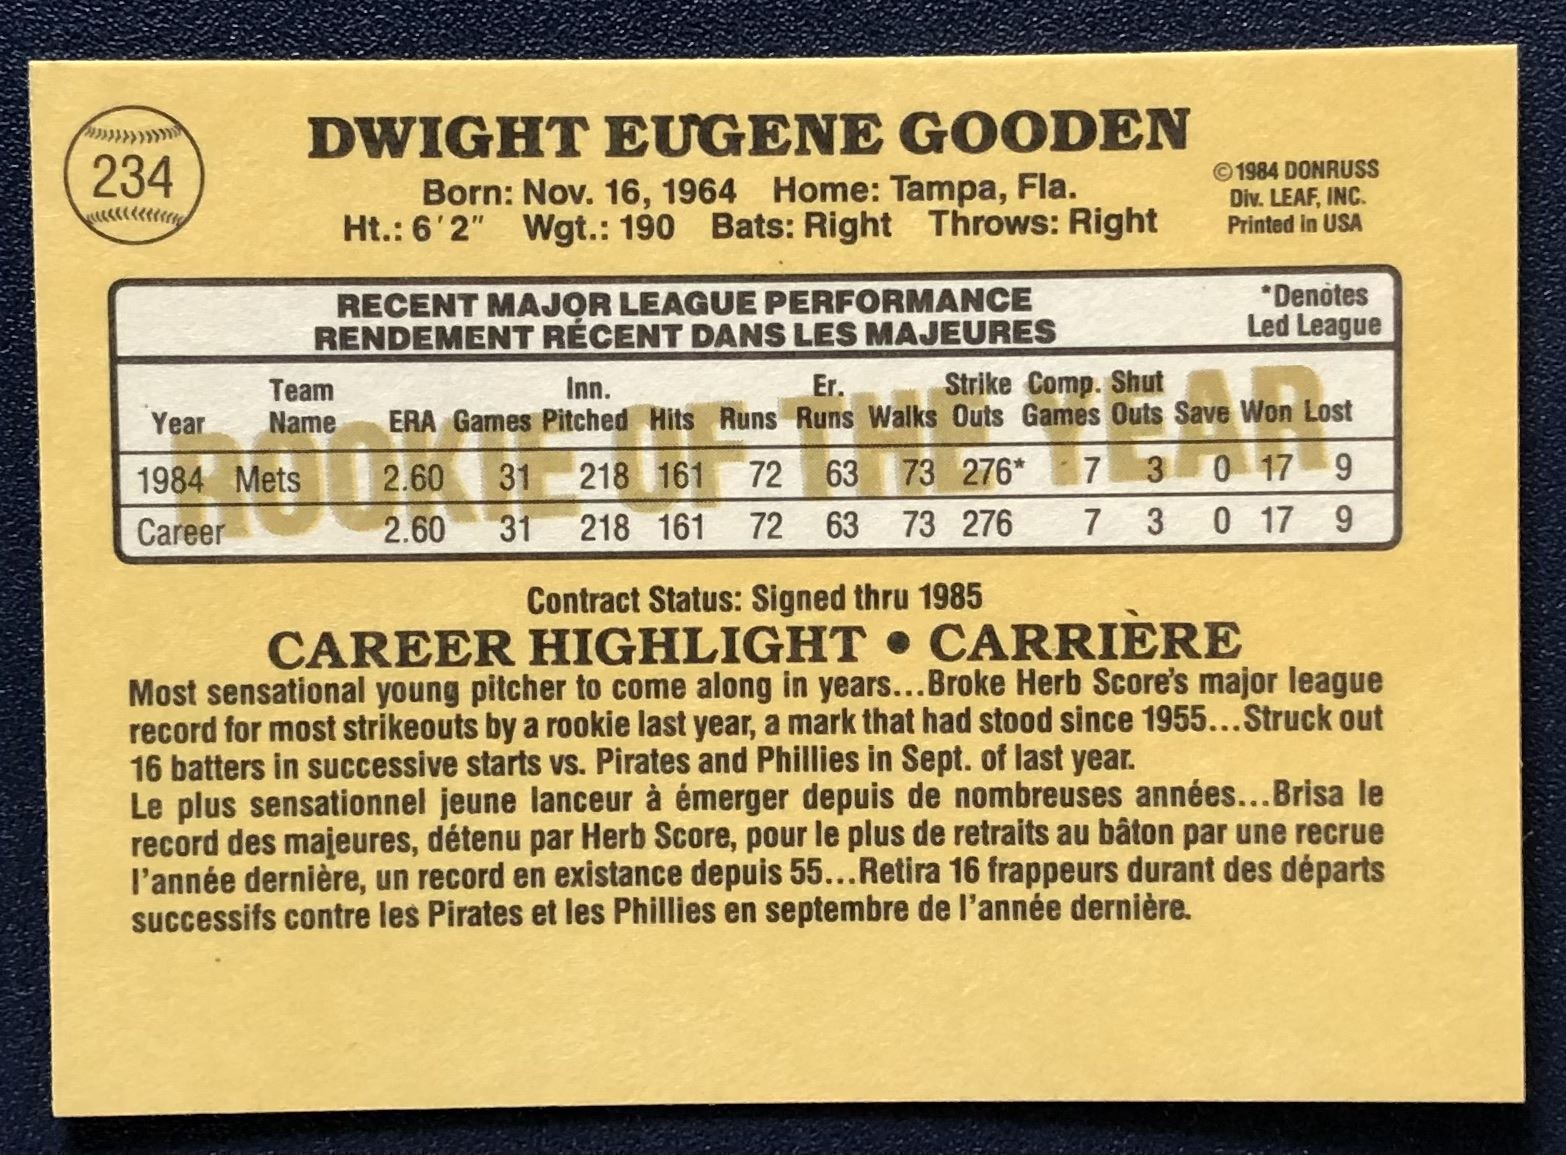 234
DWIGHT EUGENE GOODEN
Born: Nov. 16, 1964 Home: Tampa, Fla.
Ht.: 6'2" Wgt.: 190 Bats: Right Throws: Right
©1984 DONRUSS
Div. LEAF, INC.
Printed in USA
RECENT MAJOR LEAGUE PERFORMANCE
RENDEMENT RÉCENT DANS LES MAJEURES
*Denotes
Led League
ROOKIE OF THE YEAR
Year Team Name ERA Games Inn. Pitched Hits Runs Er. Runs Walks Strike Outs Comp. Games Shut Outs Save Won Lost
1984 Mets 2.60 31 218 161 72 63 73 276* 7 3 0 17 9
Career 2.60 31 218 161 72 63 73 276 7 3 0 17 9
Contract Status: Signed thru 1985
CAREER HIGHLIGHT • CARRIÈRE
Most sensational young pitcher to come along in years...Broke Herb Score's major league
record for most strikeouts by a rookie last year, a mark that had stood since 1955...Struck out
16 batters in successive starts vs. Pirates and Phillies in Sept. of last year.
Le plus sensationnel jeune lanceur à émerger depuis de nombreuses années...Brisa le
record des majeures, détenu par Herb Score, pour le plus de retraits au bâton par une recrue
l'année dernière, un record en existance depuis 55...Retira 16 frappeurs durant des départs
successifs contre les Pirates et les Phillies en septembre de l'année dernière.